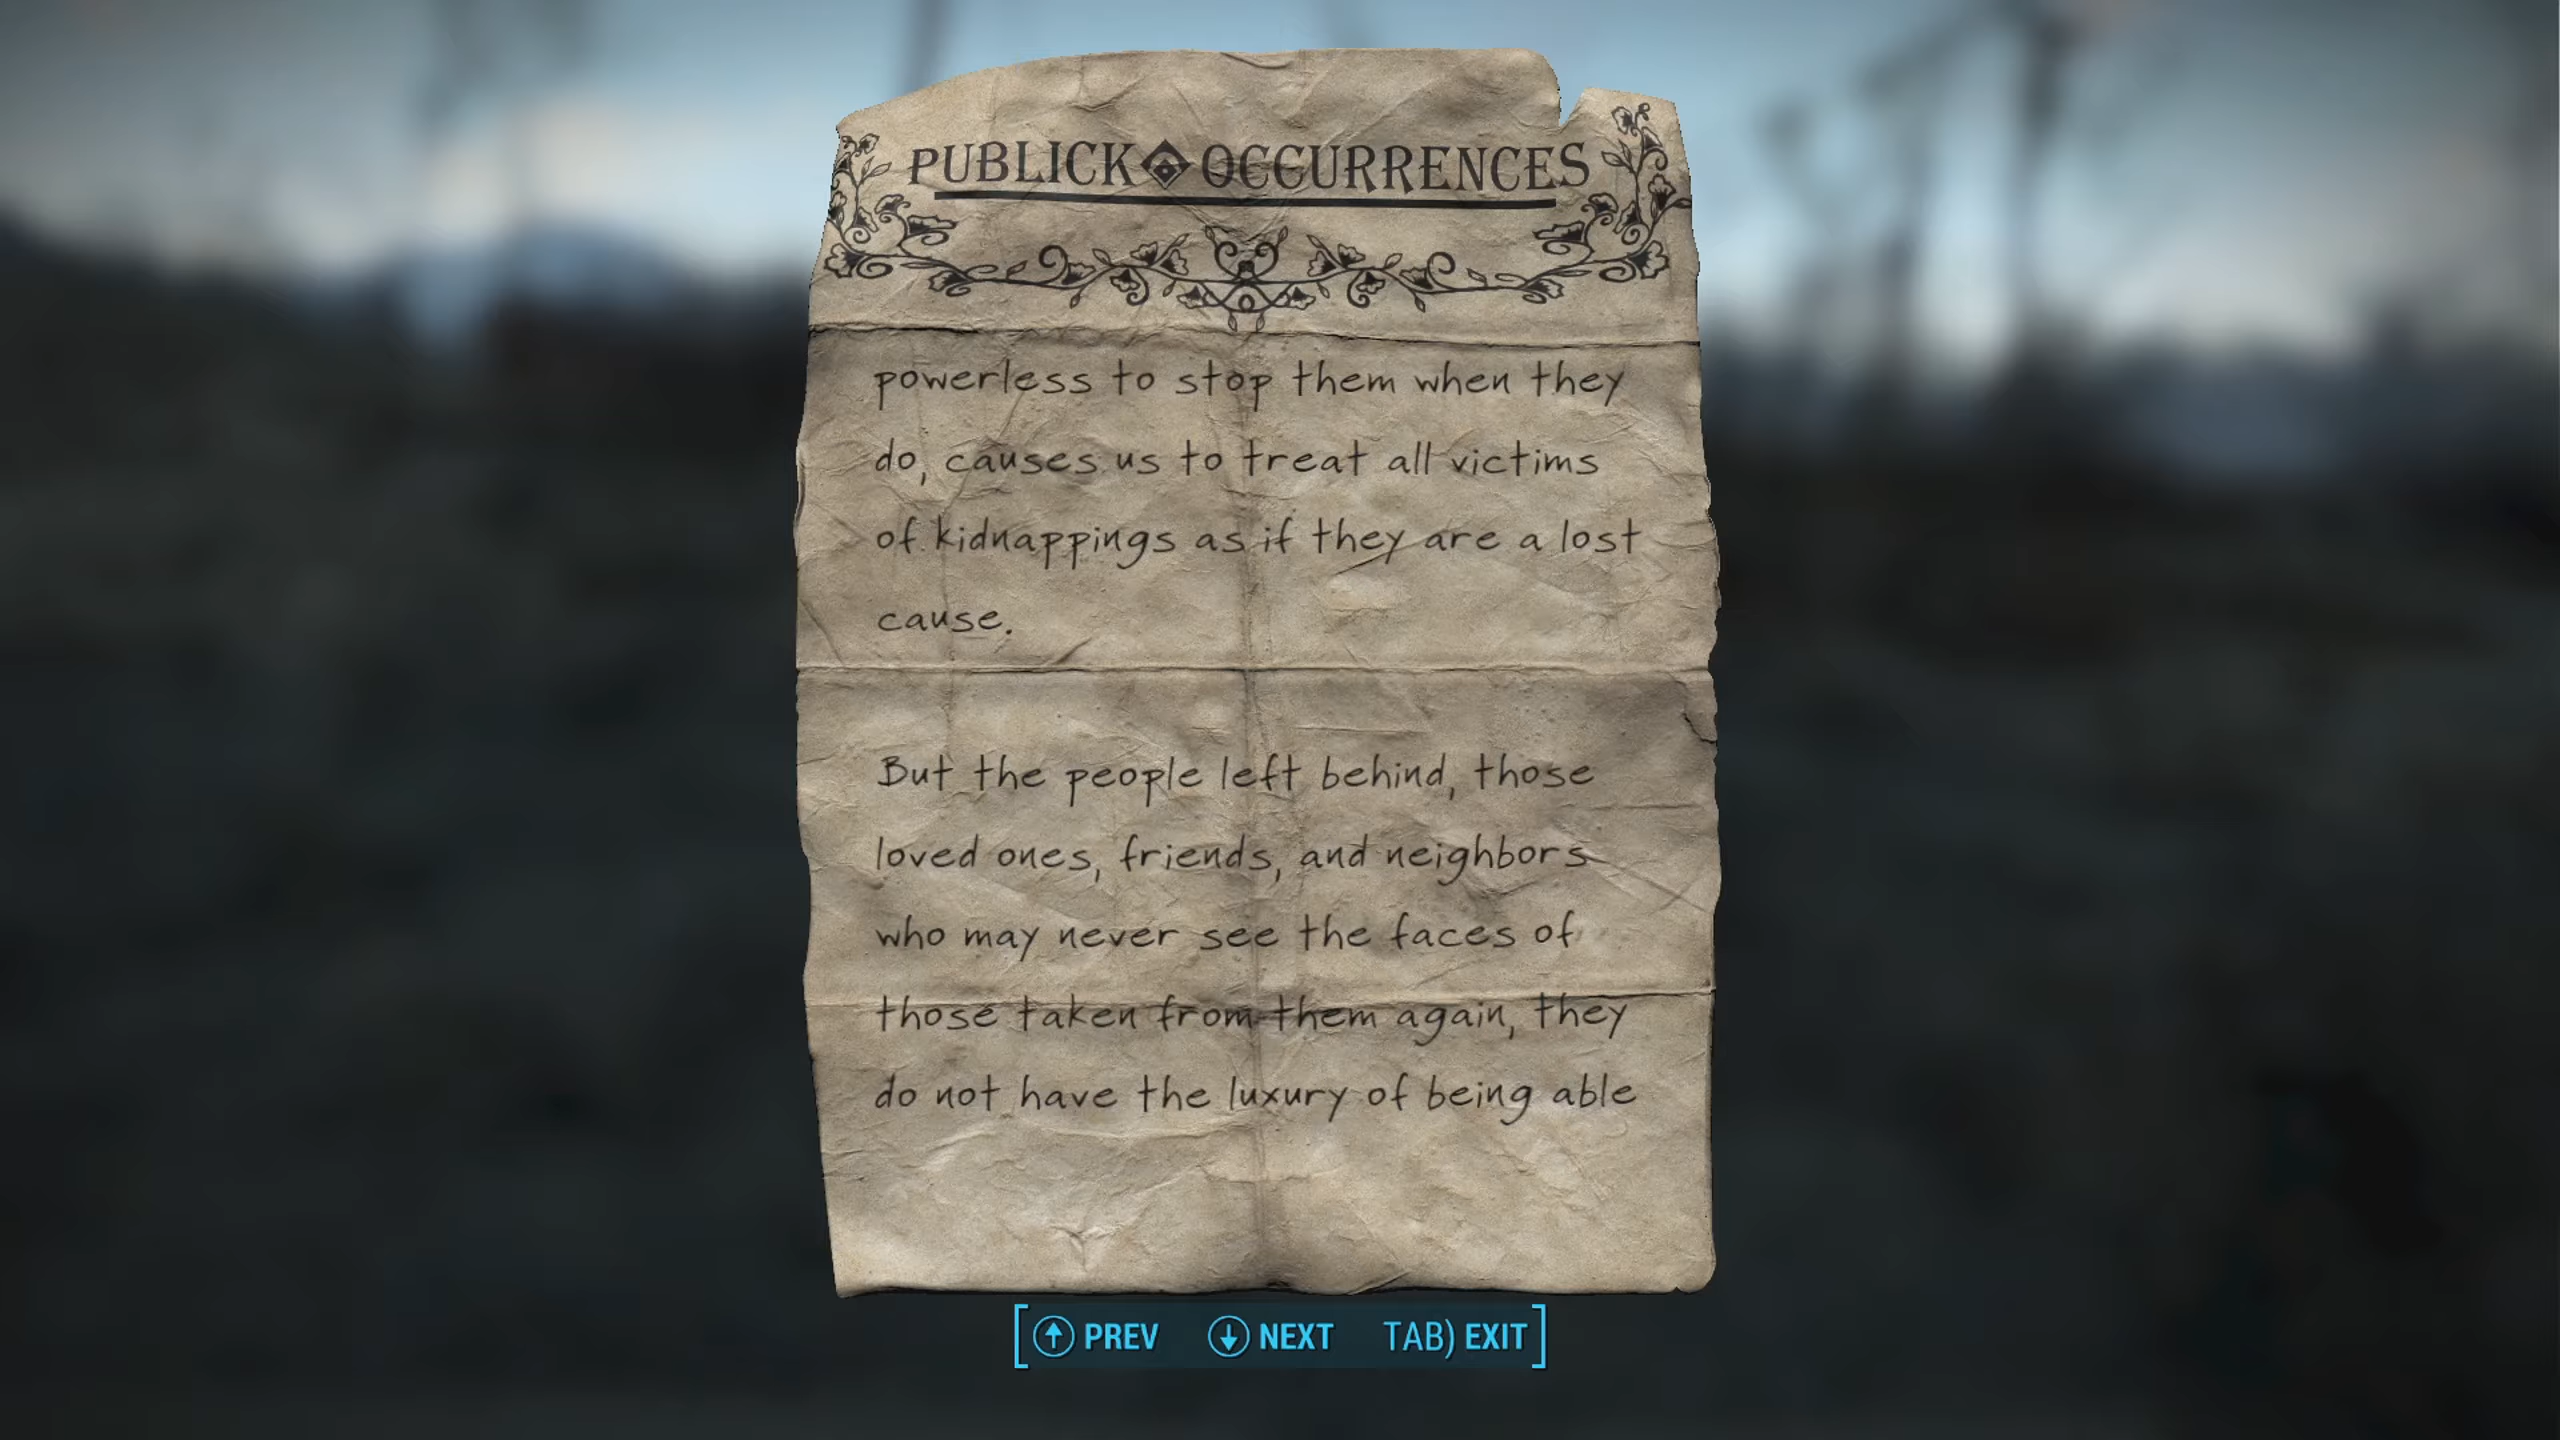 PUBLICK OCCURRENCES
powerless to stop them when they
do, causes us to treat all victims
of kidnappings as if they are a lost
cause.
But the people left behind, those
loved ones, friends, and neighbors
who may never see the faces of
those taken from them again, they
do not have the luxury of being able
PREV NEXT TAB) EXIT